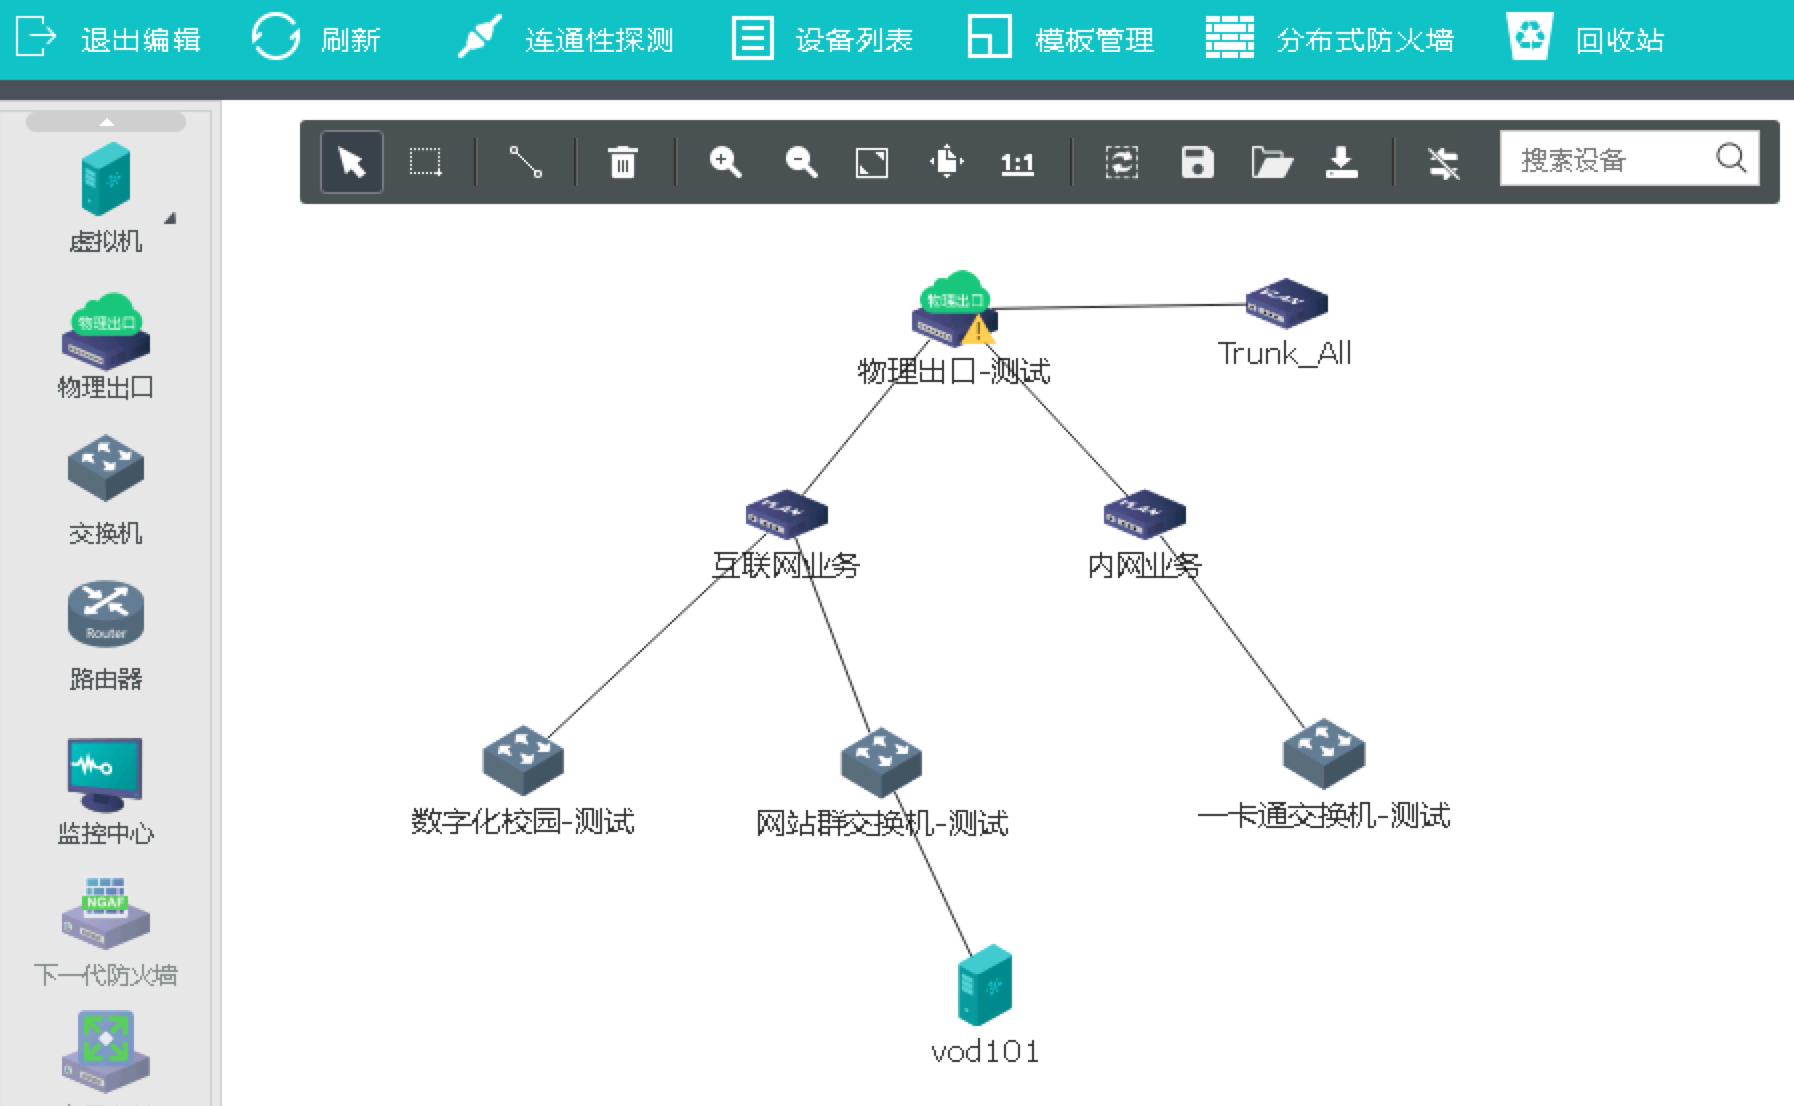 退出编辑 刷新 连通性探测 设备列表 模板管理 分布式防火墙 回收站
1:1 搜索设备
虚拟机
物理出口
物理出口
交换机
Router
路由器
监控中心
NGAF
下一代防火墙
物理出口
物理出口-测试
VLAN
Trunk_All
VLAN
互联网业务
VLAN
内网业务
数字化校园-测试
网站群交换机-测试
一卡通交换机-测试
vod101